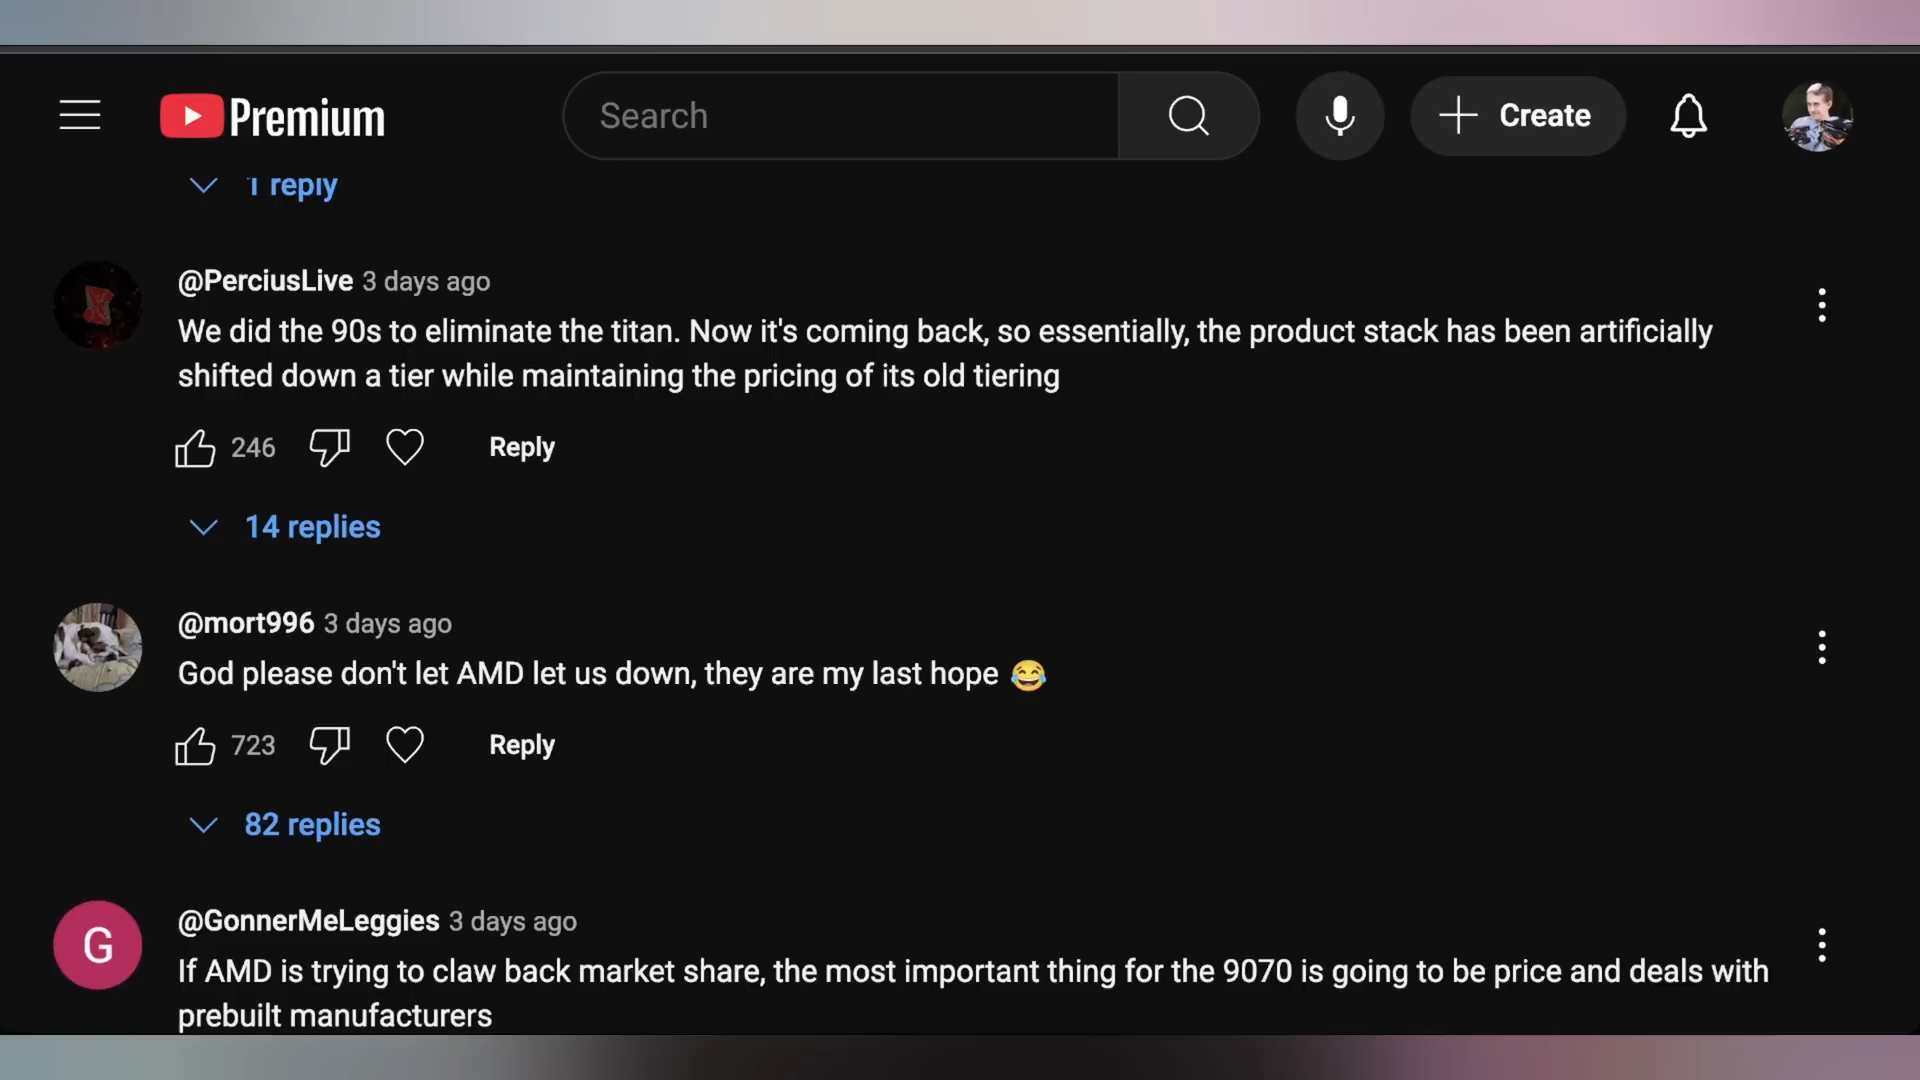 Premium
Search
Create
1 reply
@PerciusLive 3 days ago
We did the 90s to eliminate the titan. Now it's coming back, so essentially, the product stack has been artificially
shifted down a tier while maintaining the pricing of its old tiering
246
Reply
14 replies
@mort996 3 days ago
God please don't let AMD let us down, they are my last hope 😂
723
Reply
82 replies
G
@GonnerMeLeggies 3 days ago
If AMD is trying to claw back market share, the most important thing for the 9070 is going to be price and deals with
prebuilt manufacturers